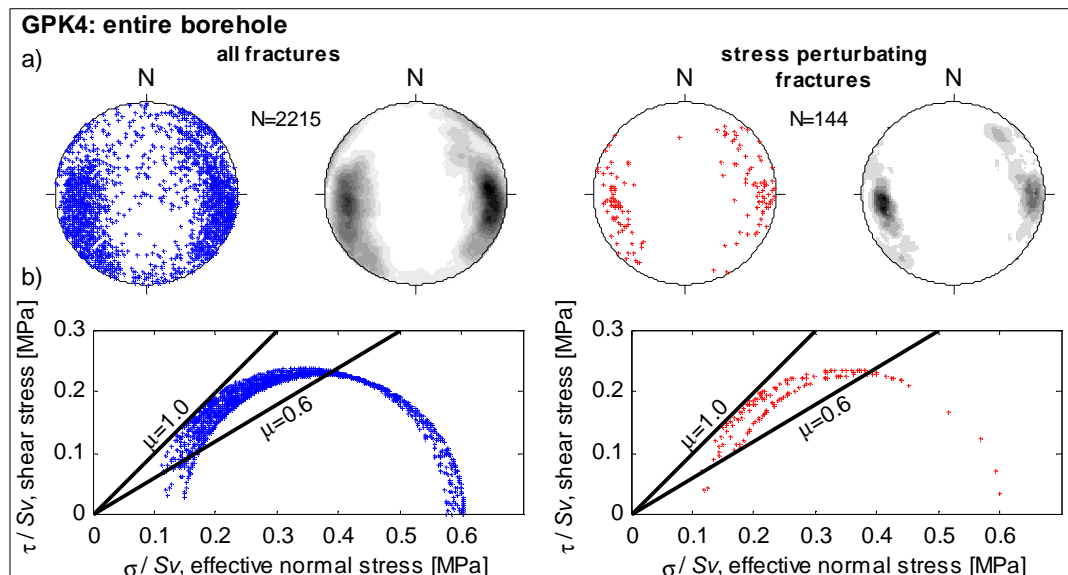 GPK4: entire borehole
a)
all fractures
stress perturbating
fractures
N
N=2215
N
N
N=144
N
b)
τ / Sv, shear stress [MPa]
0.3
0.2
0.1
0
μ=1.0
μ=0.6
0
0.1
0.2
0.3
0.4
0.5
0.6
σ / Sv, effective normal stress [MPa]
τ / Sv, shear stress [MPa]
0.3
0.2
0.1
0
μ=1.0
μ=0.6
0
0.1
0.2
0.3
0.4
0.5
0.6
σ / Sv, effective normal stress [MPa]